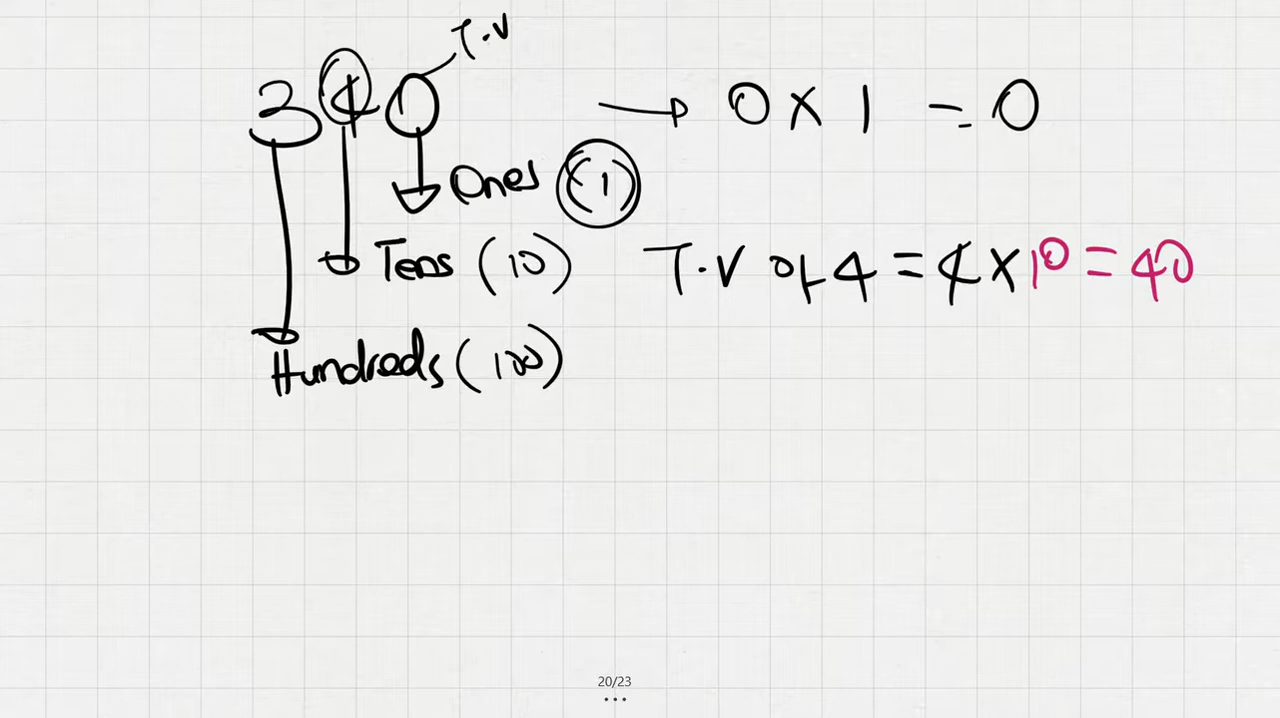 T.V
340 → 0 × 1 = 0
Ones (1)
Tens (10) T.V of 4 = 4 × 10 = 40
Hundreds (100)
20/23